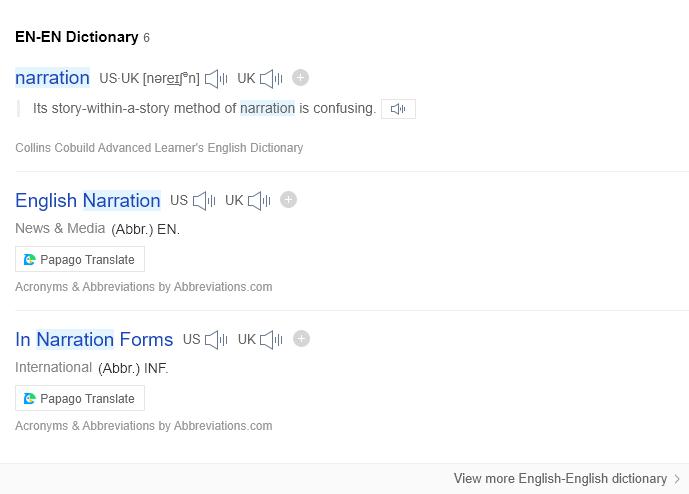 EN-EN Dictionary 6
narration US·UK [nəreɪʃᵊn] UK
Its story-within-a-story method of narration is confusing.
Collins Cobuild Advanced Learner's English Dictionary
English Narration US UK
News & Media (Abbr.) EN.
Papago Translate
Acronyms & Abbreviations by Abbreviations.com
In Narration Forms US UK
International (Abbr.) INF.
Papago Translate
Acronyms & Abbreviations by Abbreviations.com
View more English-English dictionary